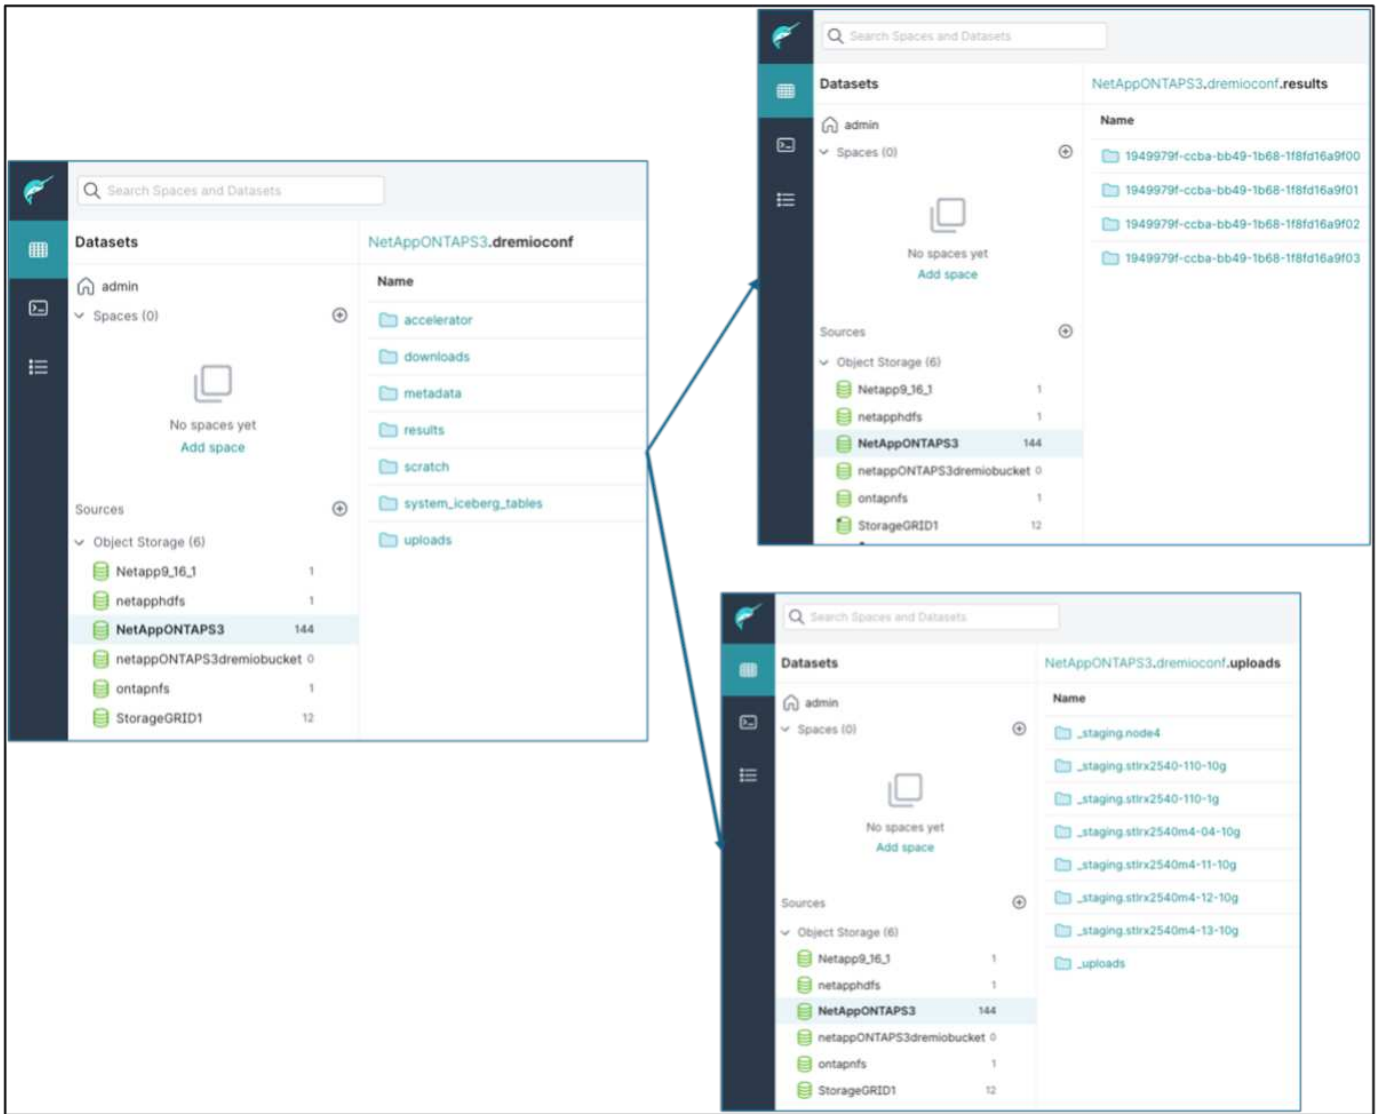 Search Spaces and Datasets
Datasets
admin
Spaces (0)
No spaces yet
Add space
Sources
Object Storage (6)
Netapp9_16_1 1
netapphdfs 1
NetAppONTAPS3 144
netappONTAPS3dremiobucket 0
ontapnfs 1
StorageGRID1 12
NetAppONTAPS3.dremioconf
Name
accelerator
downloads
metadata
results
scratch
system_iceberg_tables
uploads
Search Spaces and Datasets
Datasets
admin
Spaces (0)
No spaces yet
Add space
Sources
Object Storage (6)
Netapp9_16_1 1
netapphdfs 1
NetAppONTAPS3 144
netappONTAPS3dremiobucket 0
ontapnfs 1
StorageGRID1 12
NetAppONTAPS3.dremioconf.results
Name
1949979f-ccba-bb49-1b68-1f8fd16a9f00
1949979f-ccba-bb49-1b68-1f8fd16a9f01
1949979f-ccba-bb49-1b68-1f8fd16a9f02
1949979f-ccba-bb49-1b68-1f8fd16a9f03
Search Spaces and Datasets
Datasets
admin
Spaces (0)
No spaces yet
Add space
Sources
Object Storage (6)
Netapp9_16_1 1
netapphdfs 1
NetAppONTAPS3 144
netappONTAPS3dremiobucket 0
ontapnfs 1
StorageGRID1 12
NetAppONTAPS3.dremioconf.uploads
Name
_staging.node4
_staging.stlrx2540-110-10g
_staging.stlrx2540-110-1g
_staging.stlrx2540m4-04-10g
_staging.stlrx2540m4-11-10g
_staging.stlrx2540m4-12-10g
_staging.stlrx2540m4-13-10g
_uploads